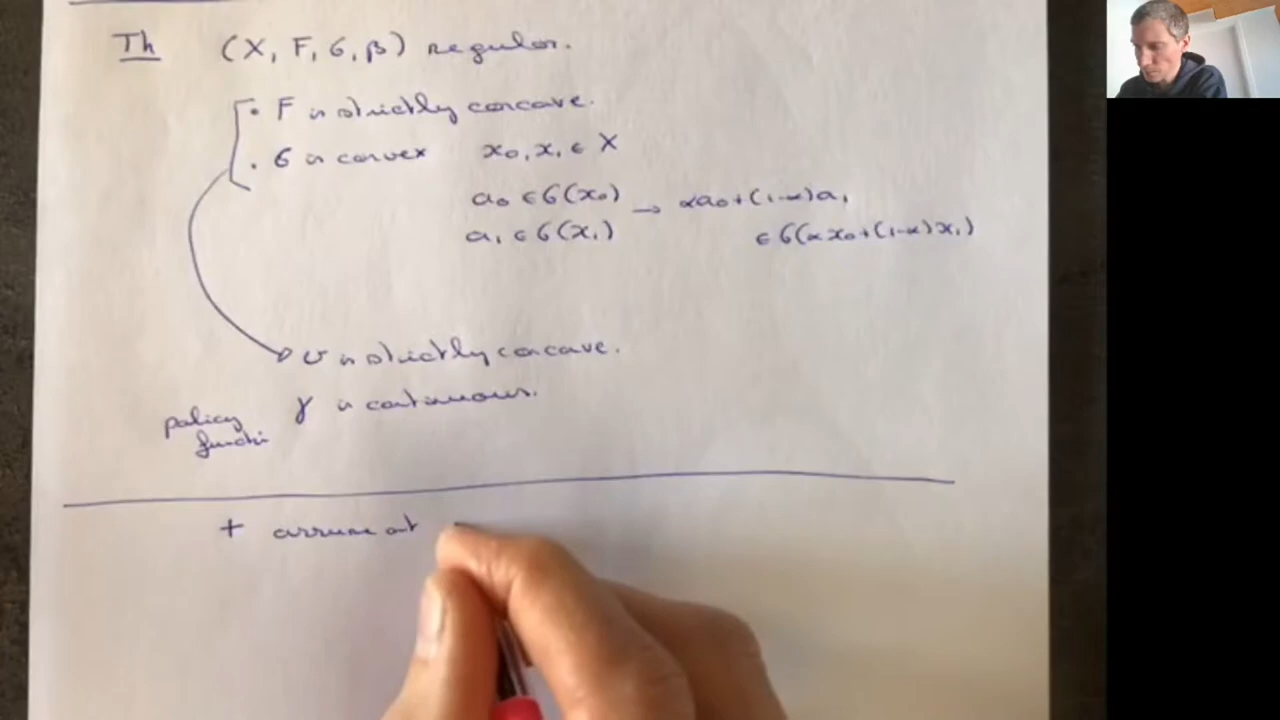 Th (X, F, G, β) regular.
• F is strictly concave.
• G is convex x₀, x₁ ∈ X
a₀ ∈ G(x₀) → αa₀+(1-α)a₁
a₁ ∈ G(x₁) ∈ G(αx₀+(1-α)x₁)
v is strictly concave.
policy γ is continuous.
functi
+ assume at